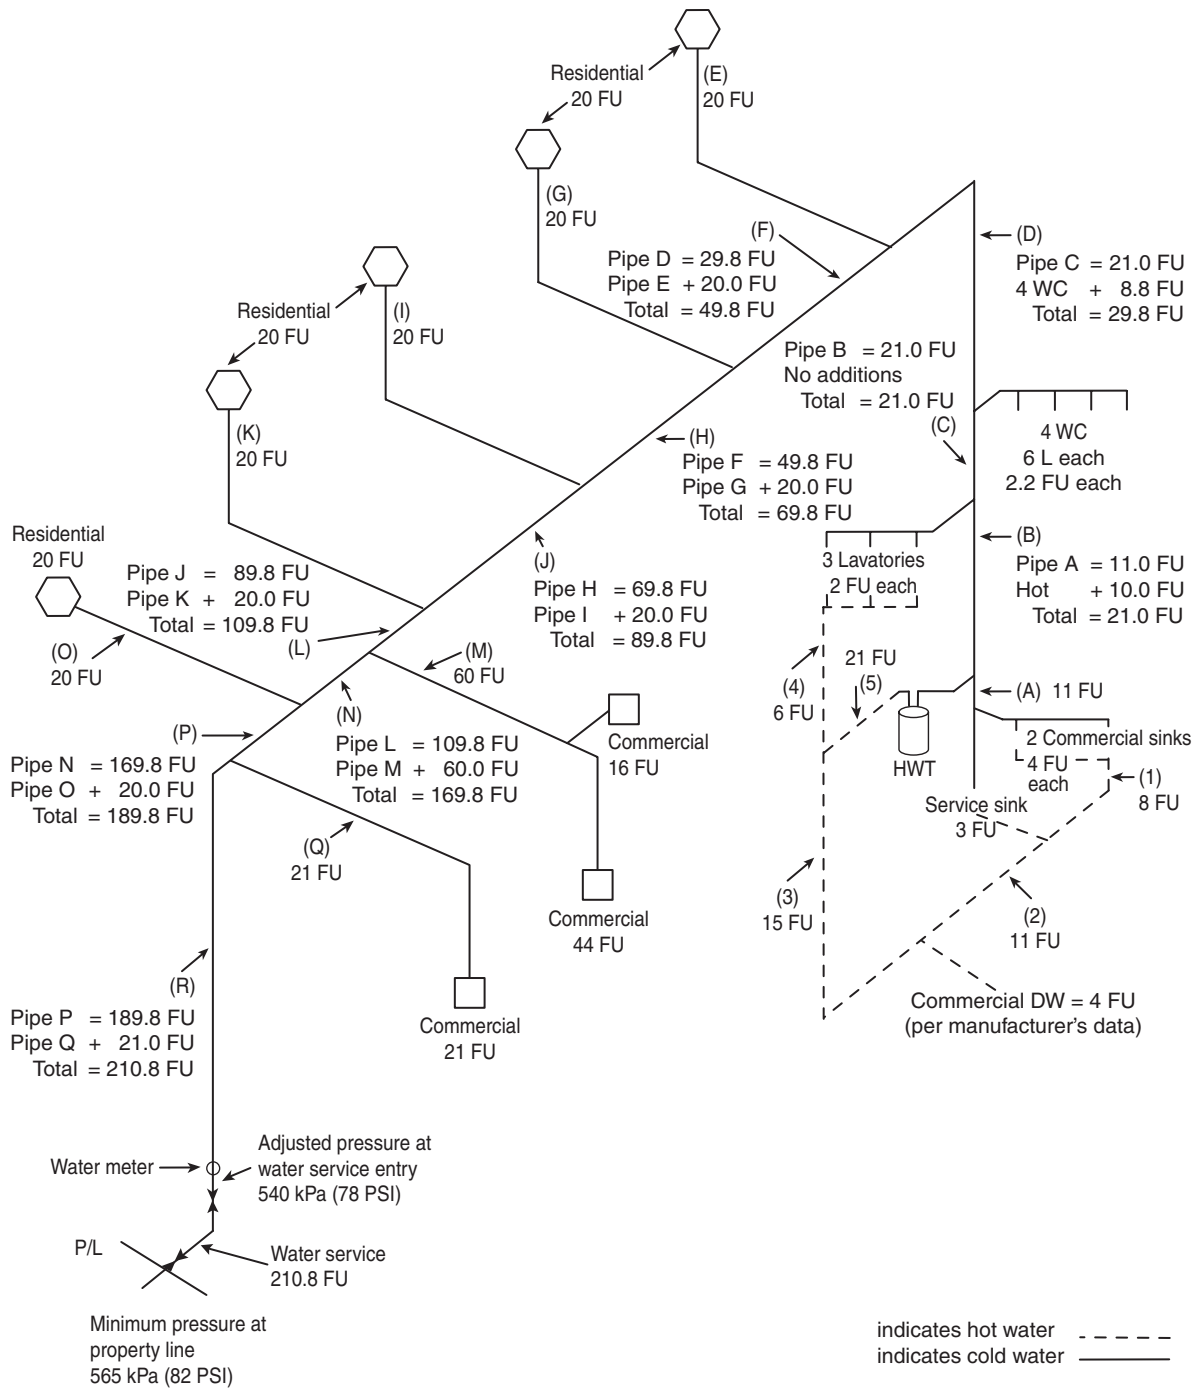 Residential
20 FU
(E)
20 FU
(G)
20 FU
(F)
Pipe D = 29.8 FU
Pipe E + 20.0 FU
Total = 49.8 FU
(D)
Pipe C = 21.0 FU
4 WC + 8.8 FU
Total = 29.8 FU
Residential
20 FU
(I)
20 FU
Pipe B = 21.0 FU
No additions
Total = 21.0 FU
(C)
4 WC
6 L each
2.2 FU each
(K)
20 FU
(H)
Pipe F = 49.8 FU
Pipe G + 20.0 FU
Total = 69.8 FU
Residential
20 FU
3 Lavatories
2 FU each
(B)
Pipe A = 11.0 FU
Hot + 10.0 FU
Total = 21.0 FU
Pipe J = 89.8 FU
Pipe K + 20.0 FU
Total = 109.8 FU
(L)
(J)
Pipe H = 69.8 FU
Pipe I + 20.0 FU
Total = 89.8 FU
(O)
20 FU
(M)
60 FU
(4)
6 FU
21 FU
(5)
(A) 11 FU
HWT
2 Commercial sinks
4 FU
each
(1)
8 FU
Service sink
3 FU
(P)
Pipe N = 169.8 FU
Pipe O + 20.0 FU
Total = 189.8 FU
(N)
Pipe L = 109.8 FU
Pipe M + 60.0 FU
Total = 169.8 FU
Commercial
16 FU
(Q)
21 FU
(3)
15 FU
(2)
11 FU
Commercial
44 FU
(R)
Pipe P = 189.8 FU
Pipe Q + 21.0 FU
Total = 210.8 FU
Commercial
21 FU
Commercial DW = 4 FU
(per manufacturer's data)
Water meter
Adjusted pressure at
water service entry
540 kPa (78 PSI)
P/L
Water service
210.8 FU
Minimum pressure at
property line
565 kPa (82 PSI)
indicates hot water
indicates cold water